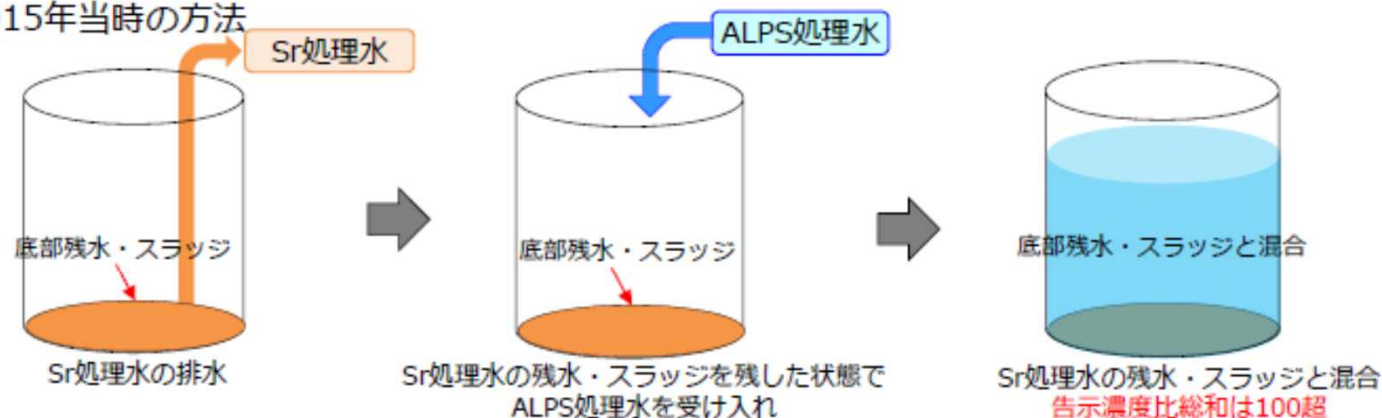 15年当時の方法
Sr処理水
ALPS処理水
底部残水・スラッジ
底部残水・スラッジ
底部残水・スラッジと混合
Sr処理水の排水
Sr処理水の残水・スラッジを残した状態で
ALPS処理水を受け入れ
Sr処理水の残水・スラッジと混合
告示濃度比総和は100超